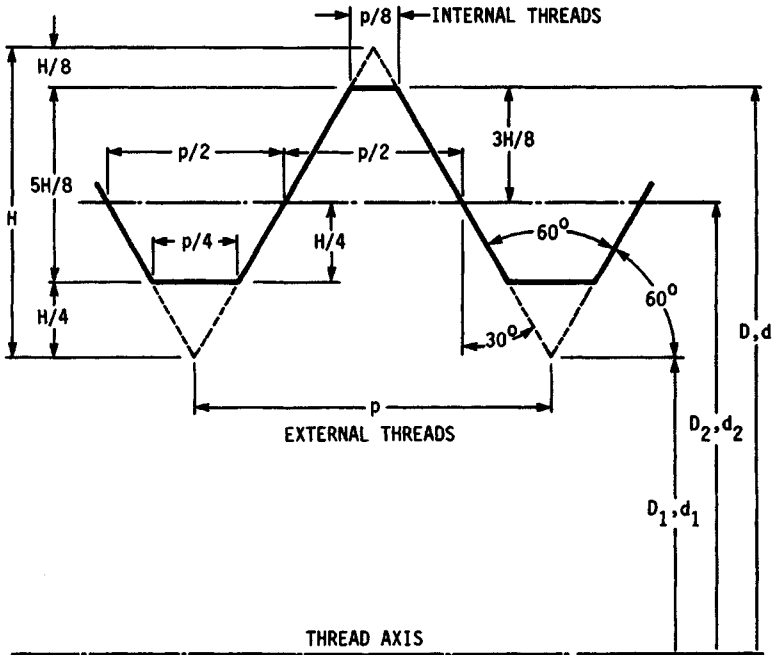 p/8
INTERNAL THREADS
H/8
3H/8
p/2
p/2
5H/8
H
p/4
H/4
60°
60°
H/4
30°
D,d
p
EXTERNAL THREADS
D₂,d₂
D₁,d₁
THREAD AXIS